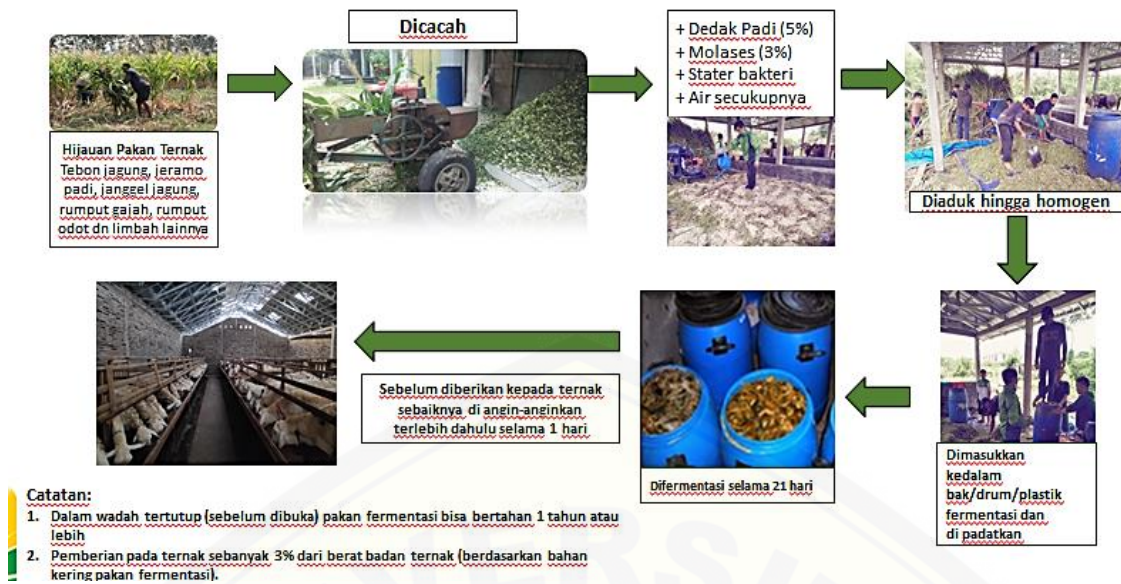 Dicacah
+ Dedak Padi (5%)
+ Molases (3%)
+ Stater bakteri
+ Air secukupnya
Hijauan Pakan Ternak
Tebon jagung, jeramo
padi, janggel jagung,
rumput gajah, rumput
odot dn limbah lainnya
Diaduk hingga homogen
Dimasukkan
kedalam
bak/drum/plastik
fermentasi dan
di padatkan
Difermentasi selama 21 hari
Sebelum diberikan kepada ternak
sebaiknya di angin-anginkan
terlebih dahulu selama 1 hari
Catatan:
1. Dalam wadah tertutup (sebelum dibuka) pakan fermentasi bisa bertahan 1 tahun atau
lebih
2. Pemberian pada ternak sebanyak 3% dari berat badan ternak (berdasarkan bahan
kering pakan fermentasi).